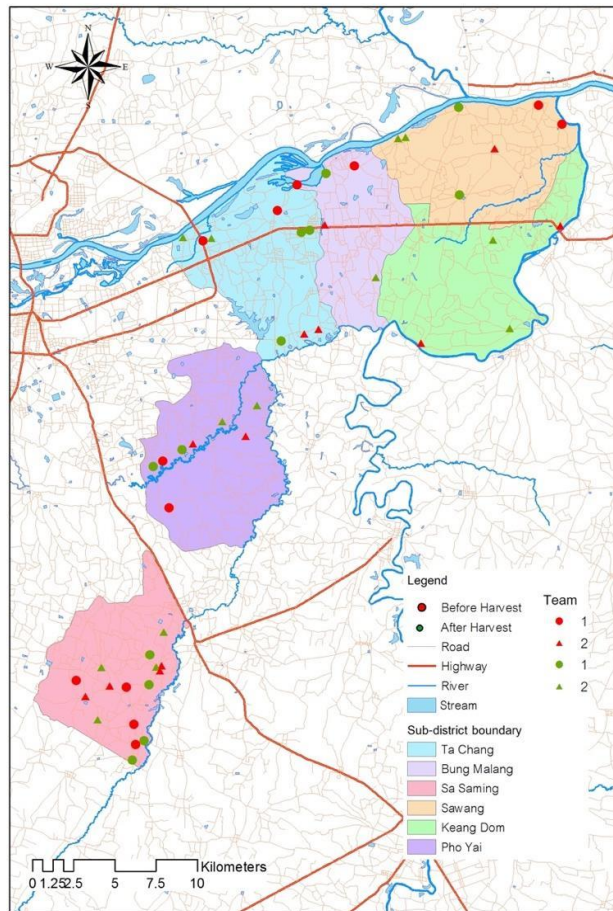 N
W
E
S
Legend
Before Harvest
After Harvest
Road
Highway
River
Stream
Team
1
2
1
2
Sub-district boundary
Ta Chang
Bung Malang
Sa Saming
Sawang
Keang Dom
Pho Yai
Kilometers
0 1.25 2.5 5 7.5 10